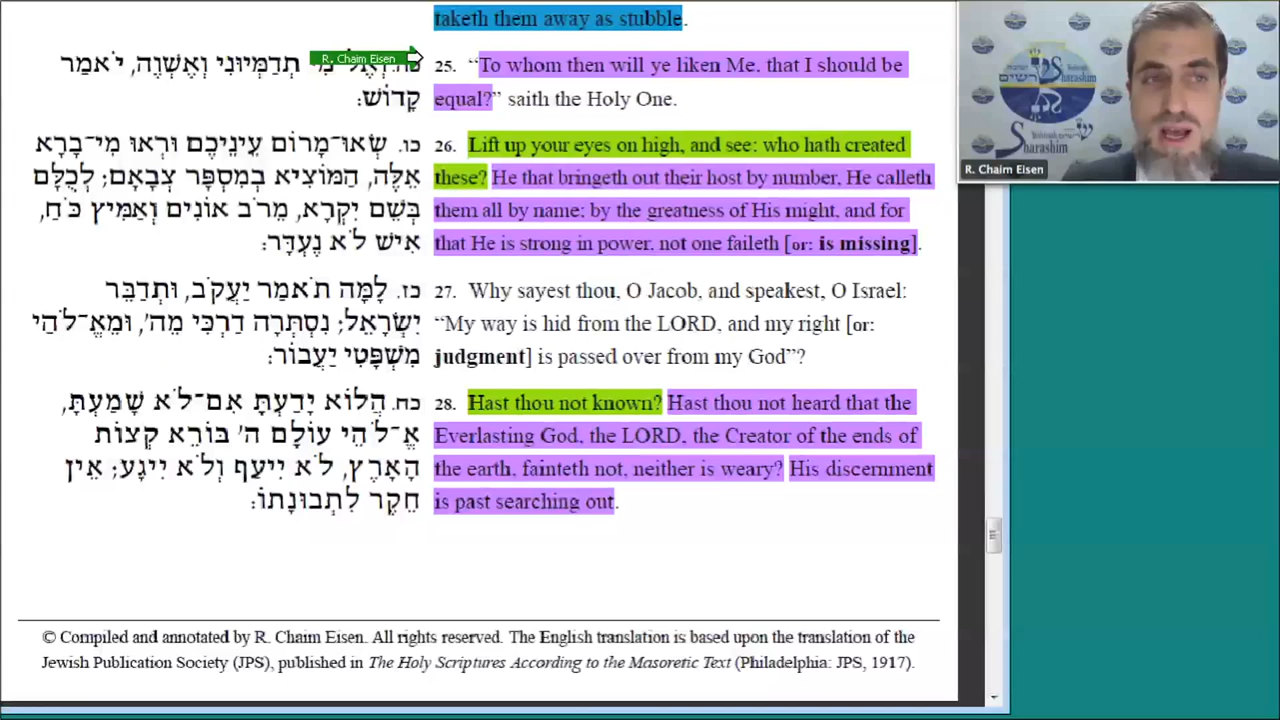 taketh them away as stubble.
תְדַמְּיוּנִי וְאֶשְׁוֶה, יֹאמַר
קָדוֹשׁ:
25. “To whom then will ye liken Me, that I should be
equal?” saith the Holy One.
כו. שְׂאוּ־מָרוֹם עֵינֵיכֶם וּרְאוּ מִי־בָרָא
אֵלֶּה, הַמּוֹצִיא בְמִסְפָּר צְבָאָם; לְכֻלָּם
בְּשֵׁם יִקְרָא, מֵרֹב אוֹנִים וְאַמִּיץ כֹּחַ,
אִישׁ לֹא נֶעְדָּר:
26. Lift up your eyes on high, and see: who hath created
these? He that bringeth out their host by number, He calleth
them all by name; by the greatness of His might, and for
that He is strong in power, not one faileth [or: is missing].
כז. לָמָּה תֹאמַר יַעֲקֹב, וּתְדַבֵּר
יִשְׂרָאֵל; נִסְתְּרָה דַרְכִּי מֵה', וּמֵאֱ־לֹהַי
מִשְׁפָּטִי יַעֲבוֹר:
27. Why sayest thou, O Jacob, and speakest, O Israel:
“My way is hid from the LORD, and my right [or:
judgment] is passed over from my God”?
כח. הֲלוֹא יָדַעְתָּ אִם־לֹא שָׁמַעְתָּ,
אֱ־לֹהֵי עוֹלָם ה' בּוֹרֵא קְצוֹת
הָאָרֶץ, לֹא יִיעַף וְלֹא יִיגָע; אֵין
חֵקֶר לִתְבוּנָתוֹ:
28. Hast thou not known? Hast thou not heard that the
Everlasting God, the LORD, the Creator of the ends of
the earth, fainteth not, neither is weary? His discernment
is past searching out.
© Compiled and annotated by R. Chaim Eisen. All rights reserved. The English translation is based upon the translation of the
Jewish Publication Society (JPS), published in The Holy Scriptures According to the Masoretic Text (Philadelphia: JPS, 1917).
R. Chaim Eisen
Sharashim
R. Chaim Eisen